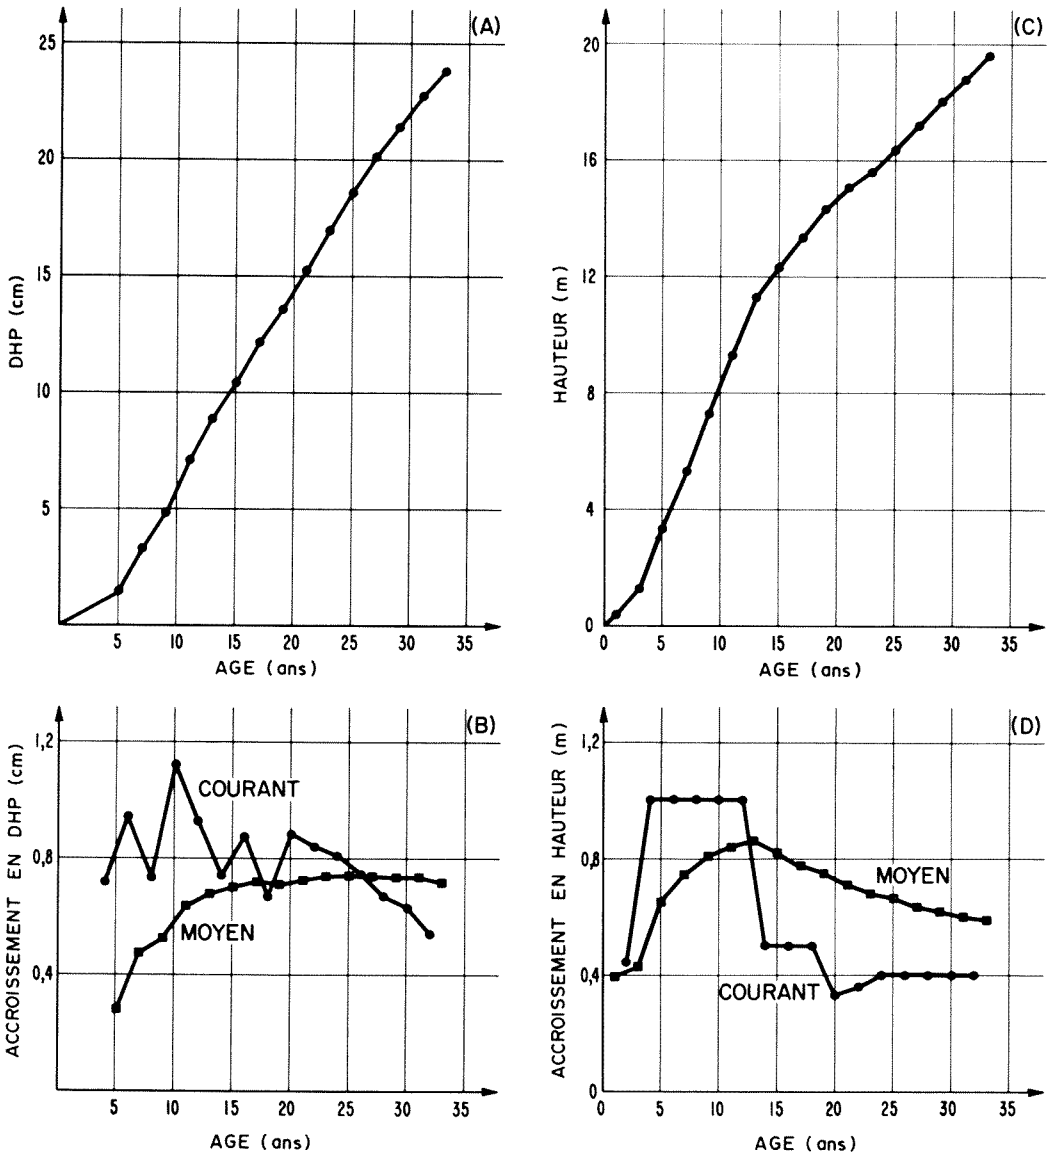 (A)
25
20
15
10
5
DHP (cm)
5 10 15 20 25 30 35
AGE (ans)
(C)
20
16
12
8
4
0
HAUTEUR (m)
0 5 10 15 20 25 30 35
AGE (ans)
(B)
1,2
0,8
0,4
ACCROISSEMENT EN DHP (cm)
COURANT
MOYEN
5 10 15 20 25 30 35
AGE (ans)
(D)
1,2
0,8
0,4
0
ACCROISSEMENT EN HAUTEUR (m)
MOYEN
COURANT
0 5 10 15 20 25 30 35
AGE (ans)